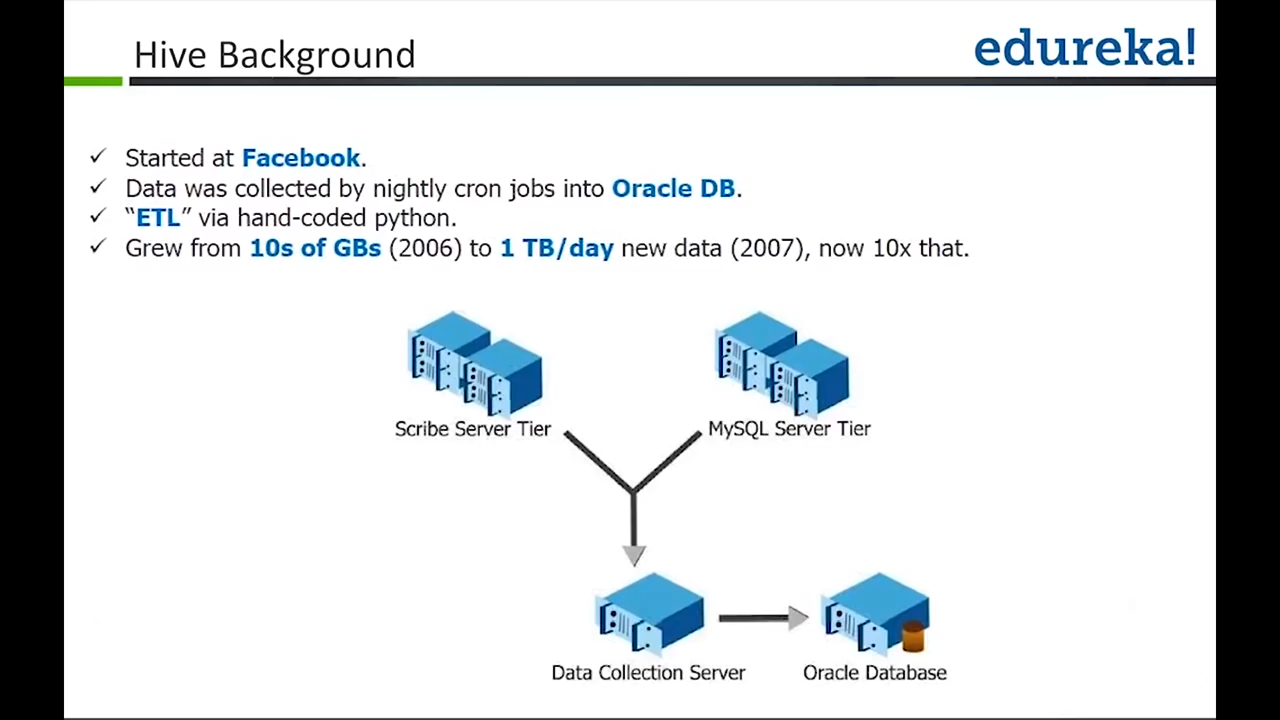 Hive Background
edureka!
✓ Started at Facebook.
✓ Data was collected by nightly cron jobs into Oracle DB.
✓ “ETL” via hand-coded python.
✓ Grew from 10s of GBs (2006) to 1 TB/day new data (2007), now 10x that.
Scribe Server Tier
MySQL Server Tier
Data Collection Server
Oracle Database